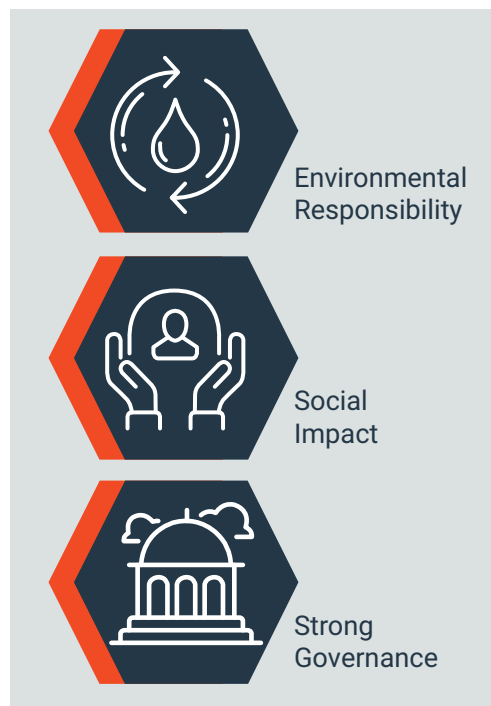 Environmental
Responsibility
Social
Impact
Strong
Governance